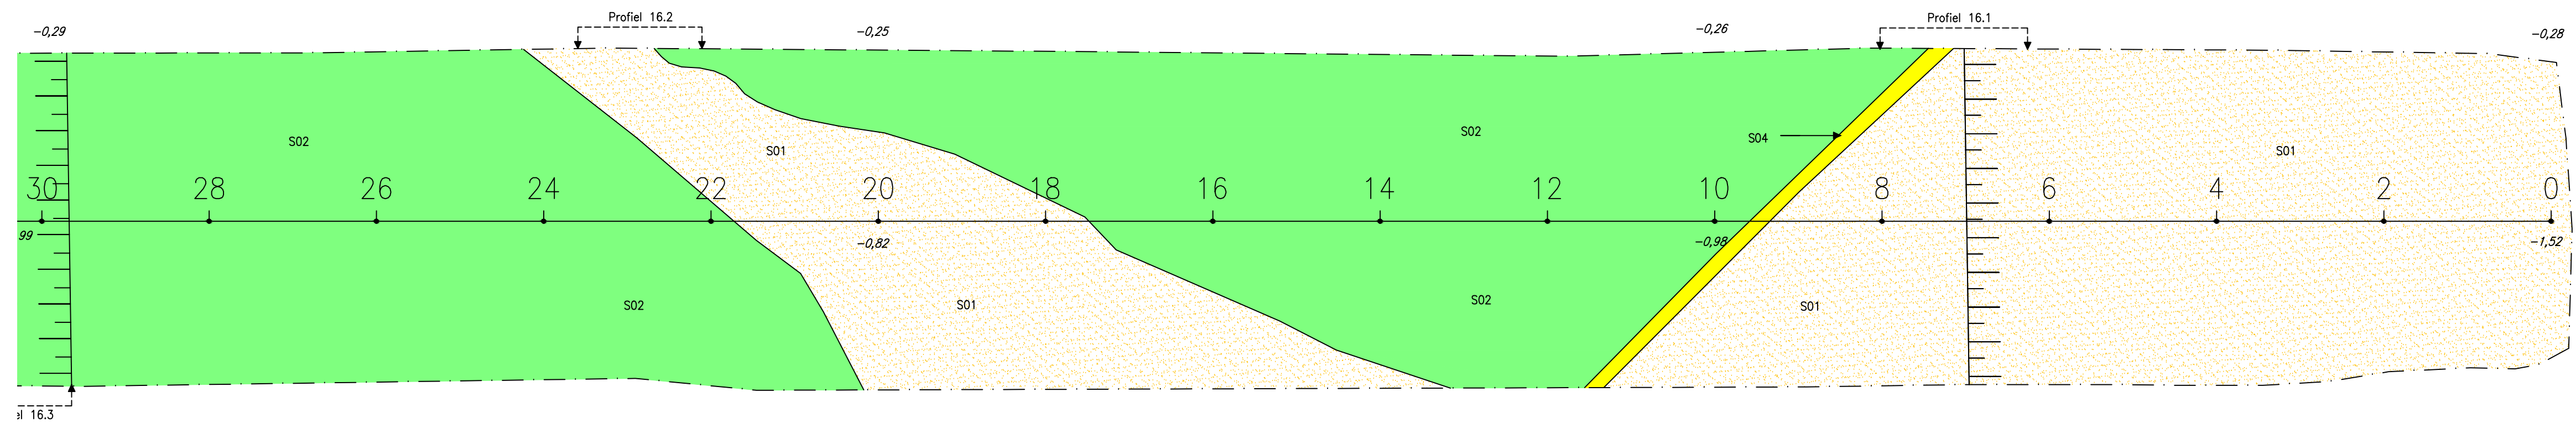 Profiel 16.2
Profiel 16.1
-0,29
-0,25
-0,26
-0,28
S02
S01
S02
S04
S01
30 28 26 24 22 20 18 16 14 12 10 8 6 4 2 0
99
-0,82
-0,98
-1,52
S02
S01
S02
S01
el 16.3